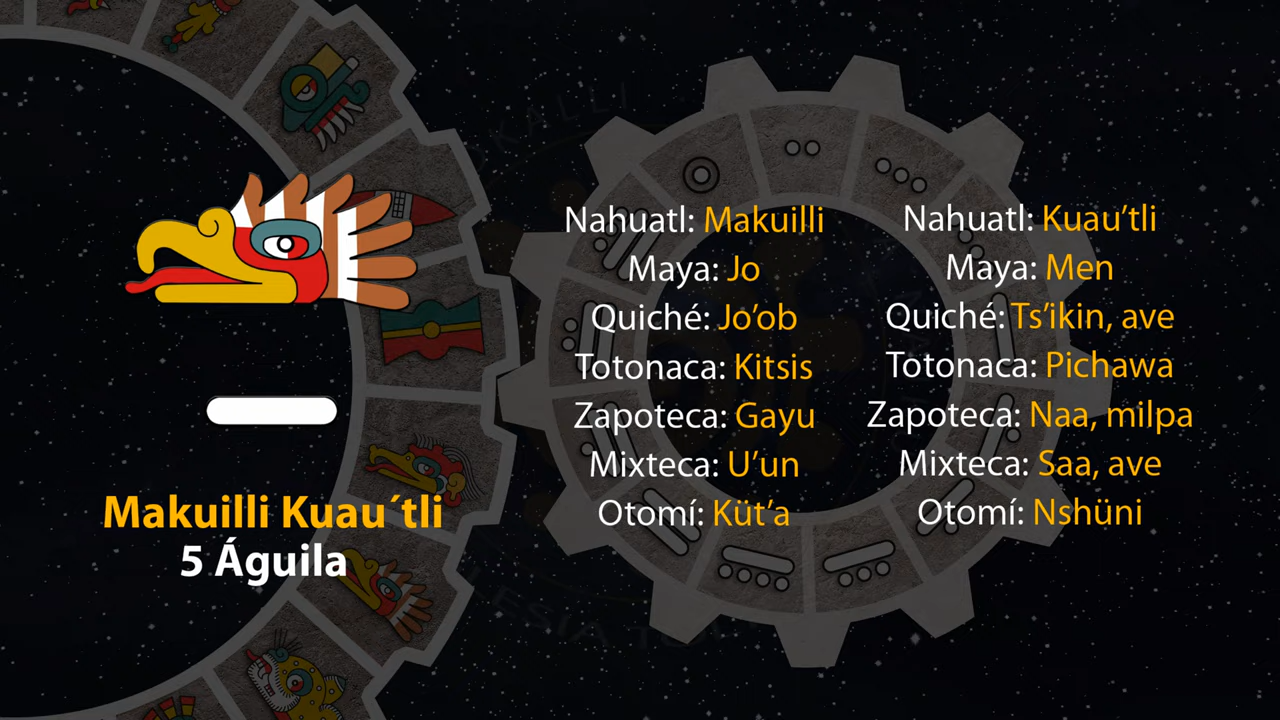 Makuilli Kuau´tli
5 Águila
Nahuatl: Makuilli
Maya: Jo
Quiché: Jo’ob
Totonaca: Kitsis
Zapoteca: Gayu
Mixteca: U’un
Otomí: Küt’a
Nahuatl: Kuau’tli
Maya: Men
Quiché: Ts’ikin, ave
Totonaca: Pichawa
Zapoteca: Naa, milpa
Mixteca: Saa, ave
Otomí: Nshüni